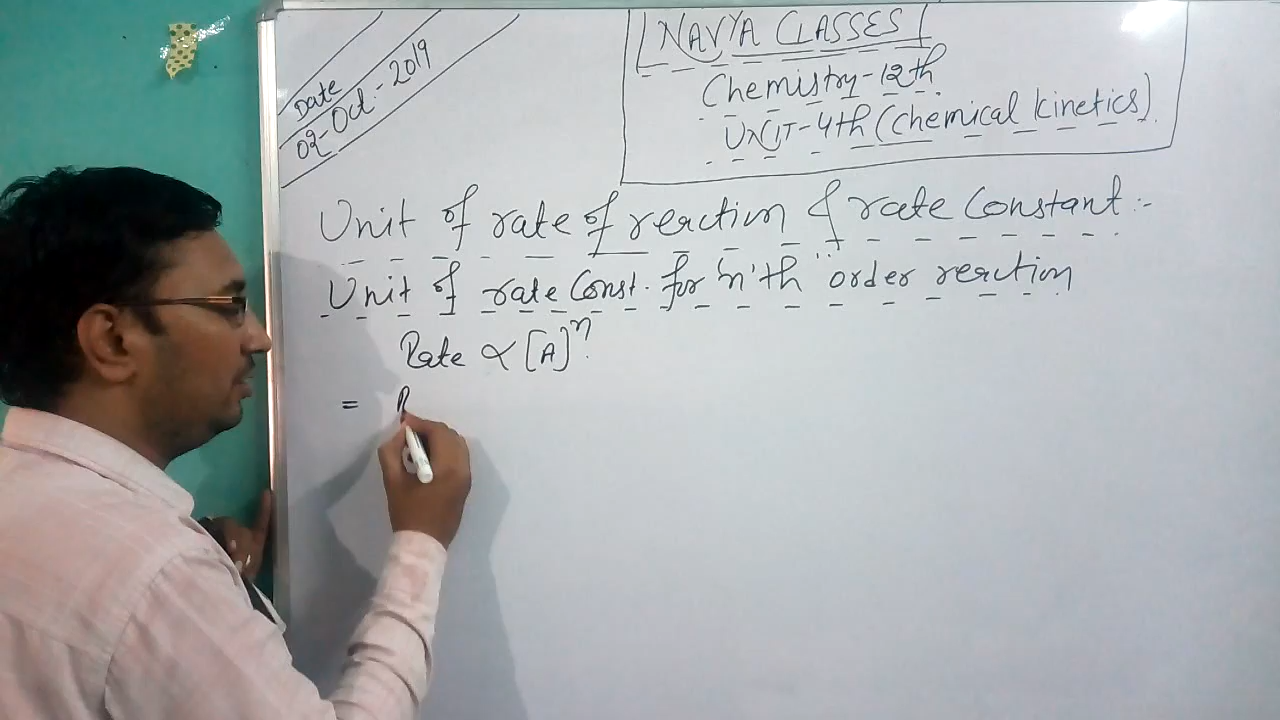 Date
02-Oct.-2019
NAVYA CLASSES
Chemistry-12th.
UNIT-4th (Chemical kinetics).
Unit of rate of reaction & rate Constant :-
Unit of rate Const. for 'n'th order reaction
Rate ∝ [A]ⁿ
=